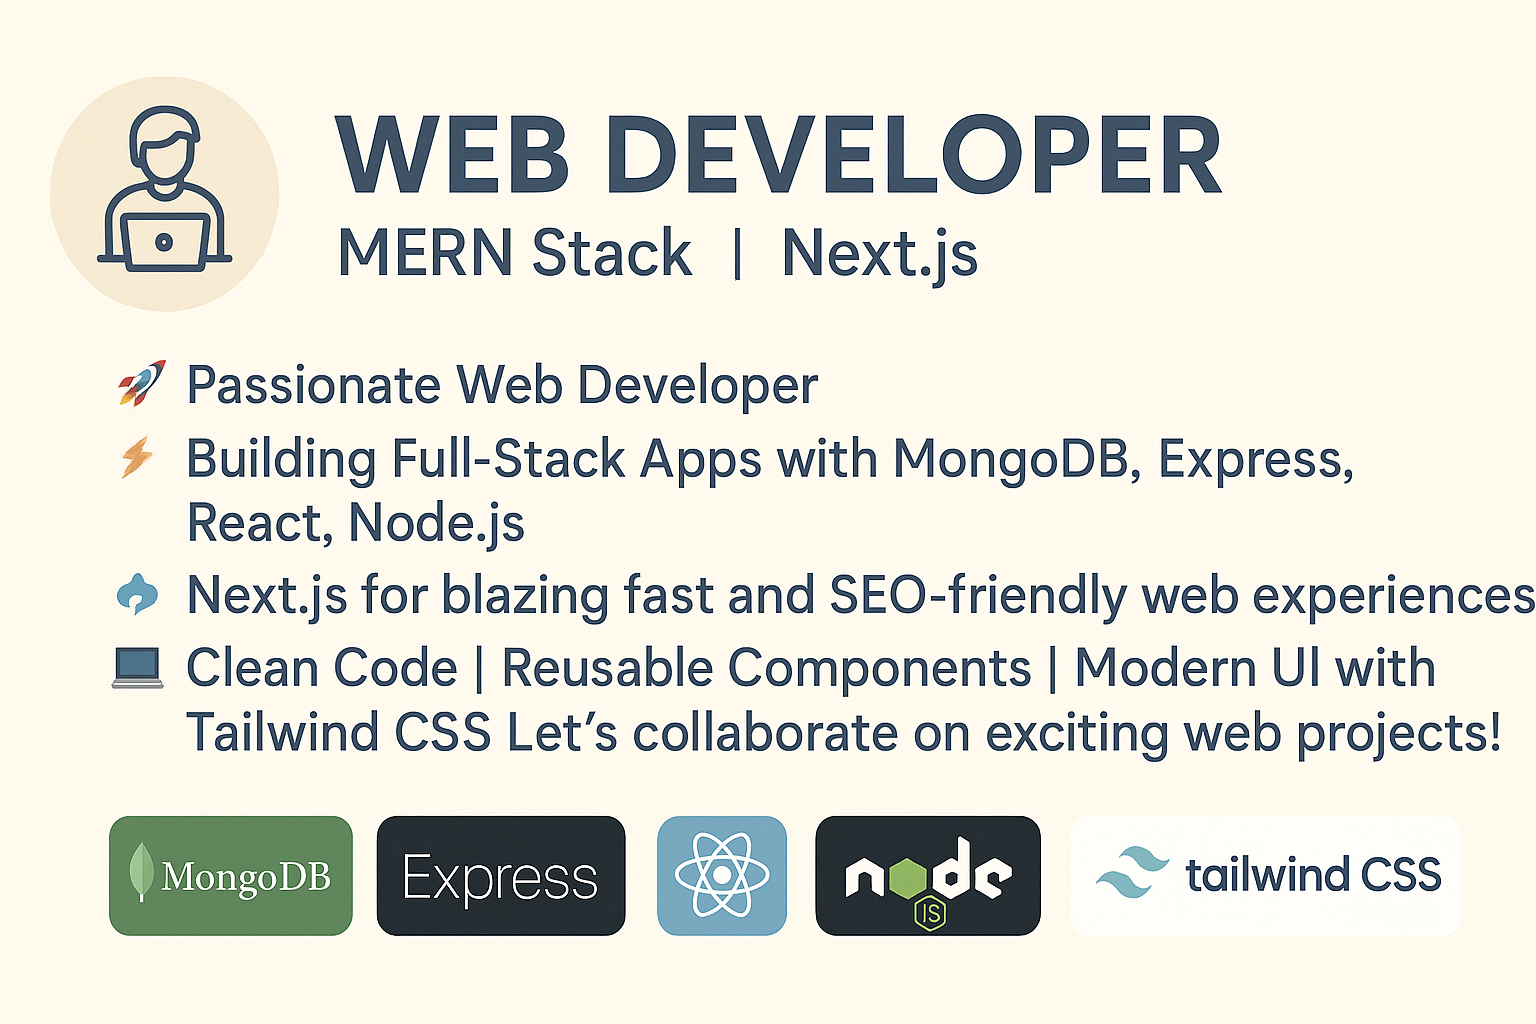 WEB DEVELOPER
MERN Stack | Next.js
🚀 Passionate Web Developer
⚡ Building Full-Stack Apps with MongoDB, Express,
React, Node.js
Next.js for blazing fast and SEO-friendly web experiences
💻 Clean Code | Reusable Components | Modern UI with
Tailwind CSS Let’s collaborate on exciting web projects!
MongoDB
Express
node
JS
tailwind CSS